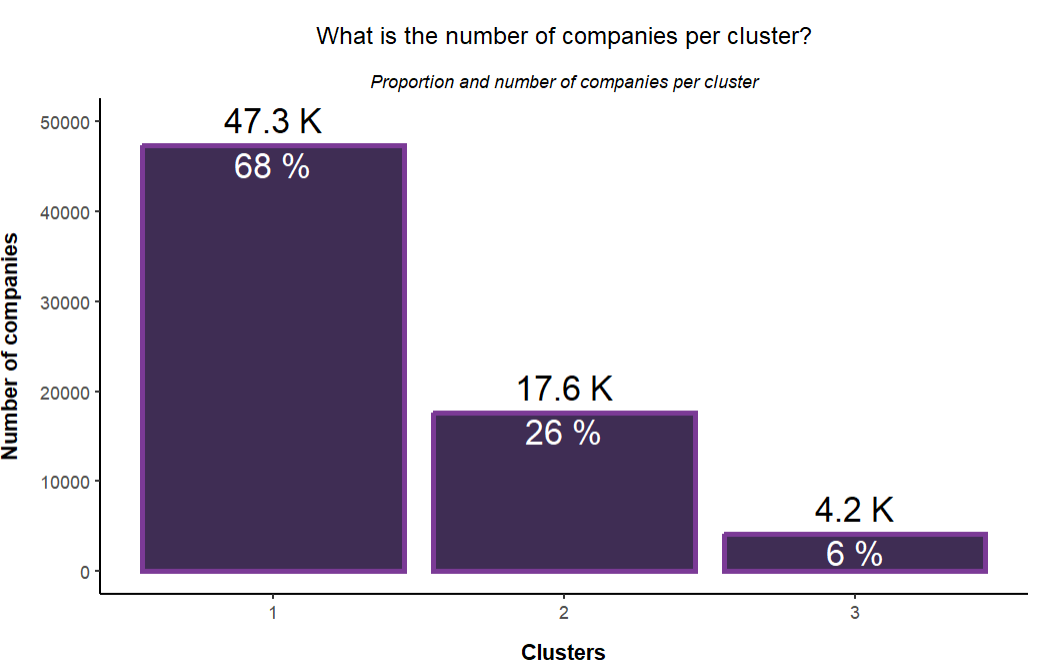 What is the number of companies per cluster?
Proportion and number of companies per cluster
Number of companies
50000
40000
30000
20000
10000
0
47.3 K
68 %
17.6 K
26 %
4.2 K
6 %
1
2
3
Clusters